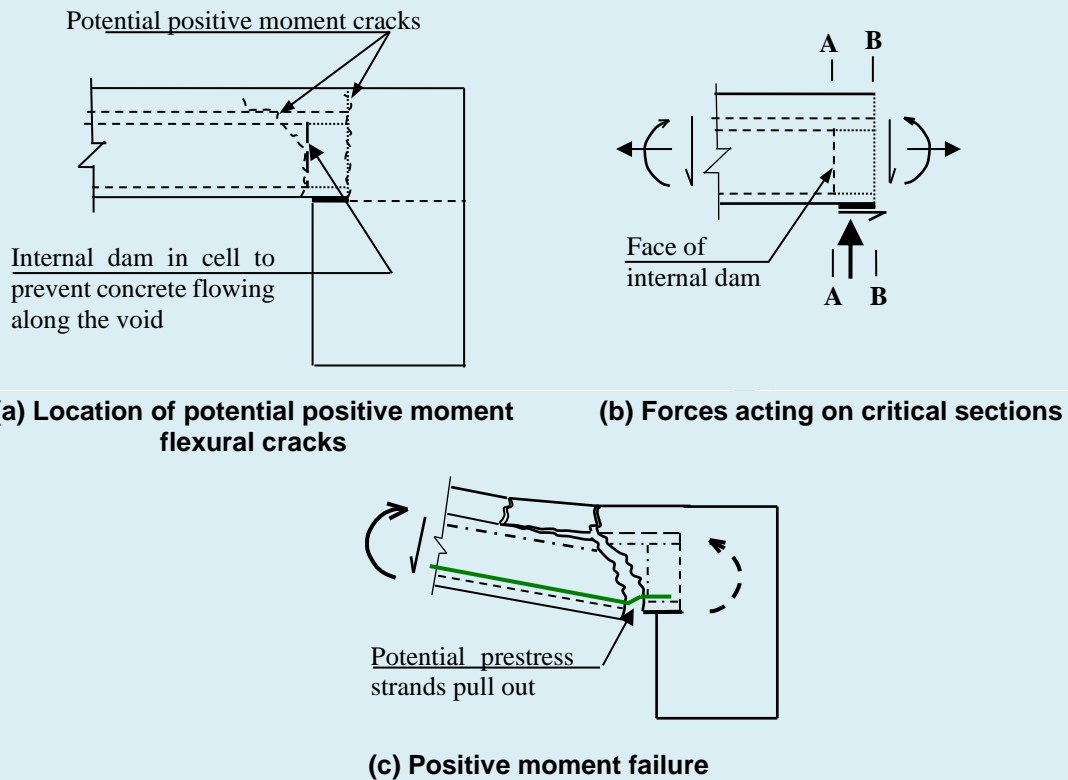 Potential positive moment cracks
Internal dam in cell to
prevent concrete flowing
along the void
A B
Face of
internal dam
A B
a) Location of potential positive moment
flexural cracks
(b) Forces acting on critical sections
Potential prestress
strands pull out
(c) Positive moment failure